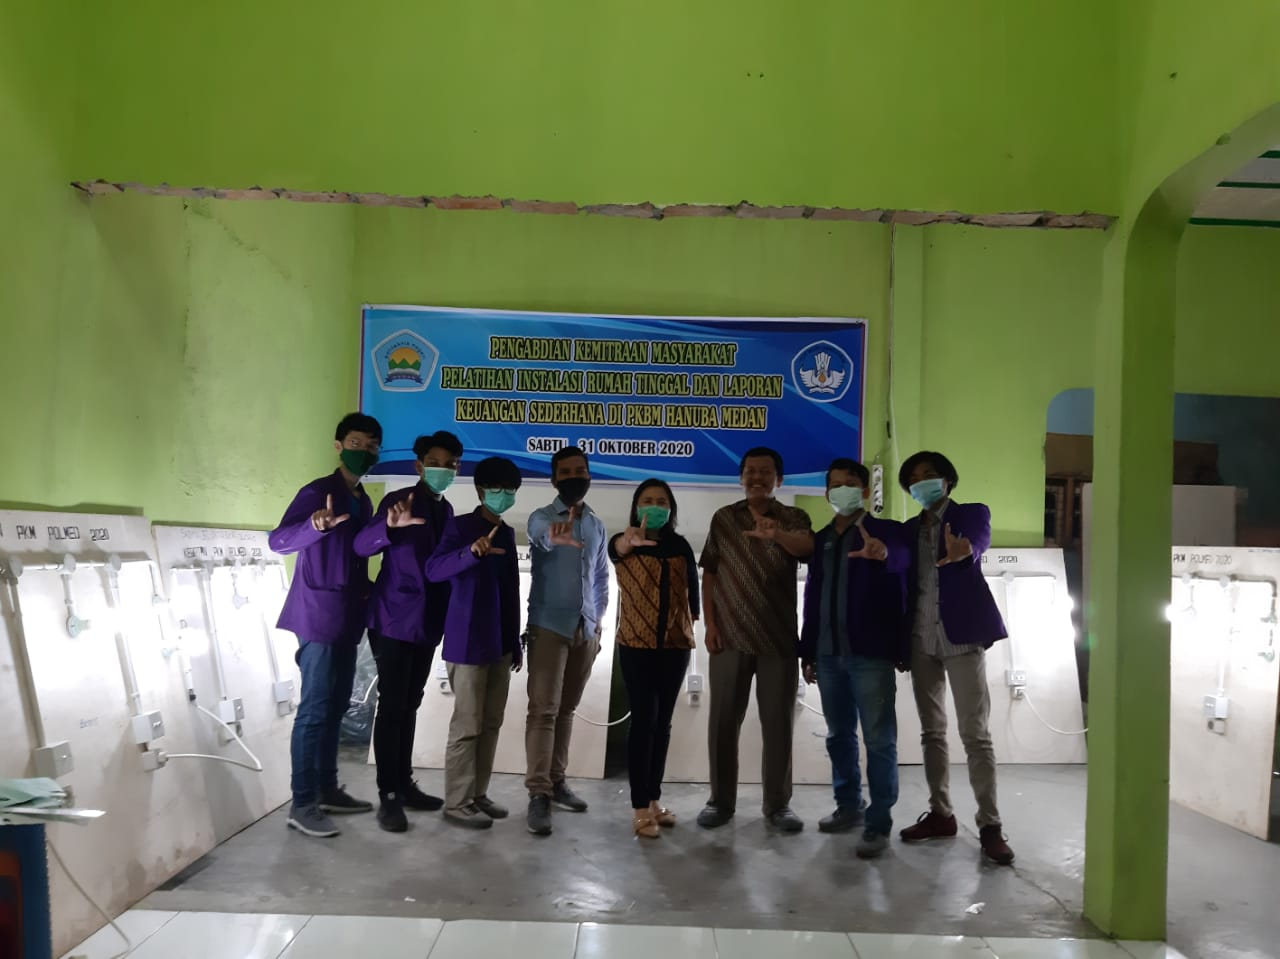 PENGABDIAN KEMITRAAN MASYARAKAT
PELATIHAN INSTALASI RUMAH TINGGAL DAN LAPORAN
KEUANGAN SEDERHANA DI PKBM HANUBA MEDAN
SABTU, 31 OKTOBER 2020
PKM POLMED 2020
PKM POLMED 2020
2020
PKM POLMED 2020